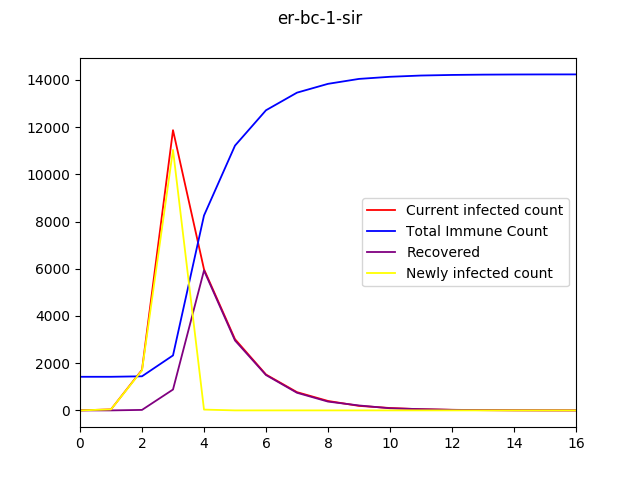 er-bc-1-sir
14000
12000
10000
8000
6000
4000
2000
0
Current infected count
Total Immune Count
Recovered
Newly infected count
0 2 4 6 8 10 12 14 16